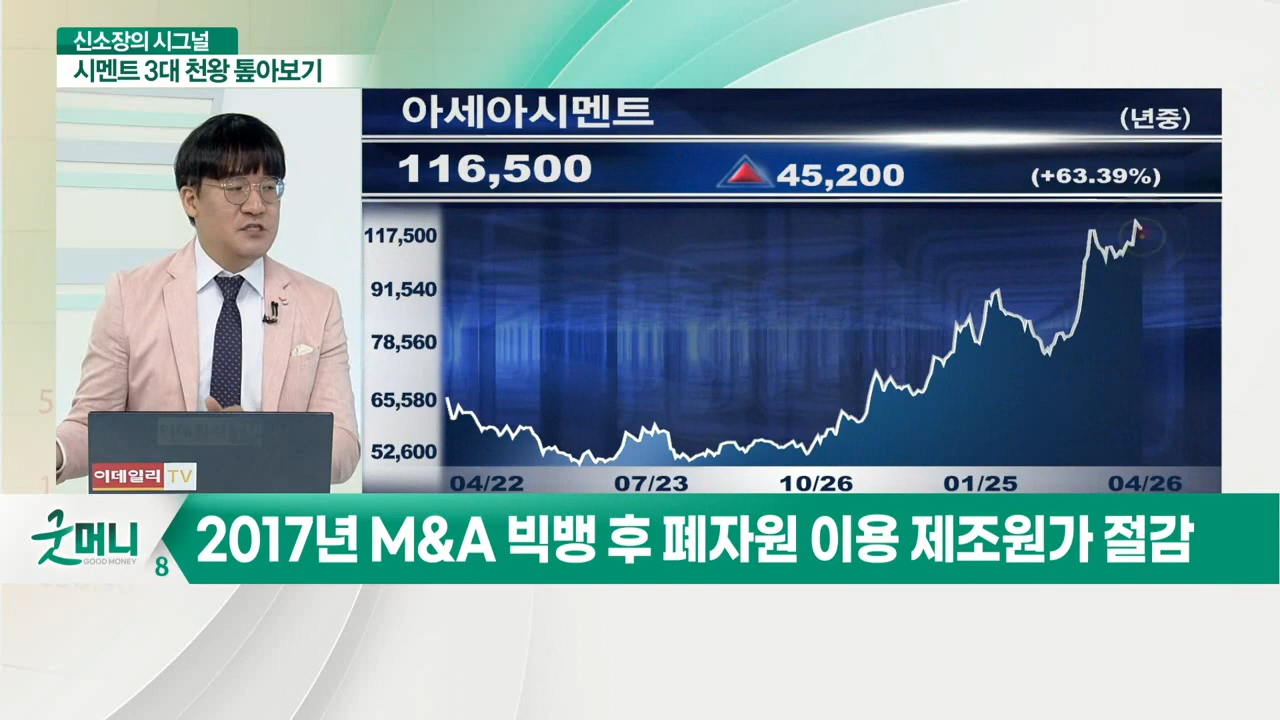 신소장의 시그널
시멘트 3대 천왕 톺아보기
아세아시멘트
(년중)
116,500
45,200
(+63.39%)
117,500
91,540
78,560
65,580
52,600
04/22
07/23
10/26
01/25
04/26
이데일리TV
굿머니
GOOD MONEY
8
2017년 M&A 빅뱅 후 폐자원 이용 제조원가 절감